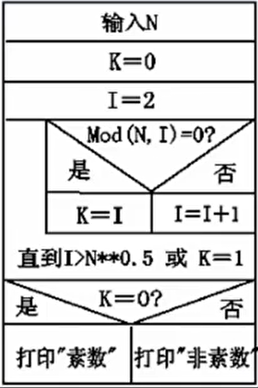 输入N
K=0
I=2
Mod(N,I)=0?
是 否
K=I I=I+1
直到I>N**0.5 或 K=1
K=0?
是 否
打印"素数" 打印"非素数"